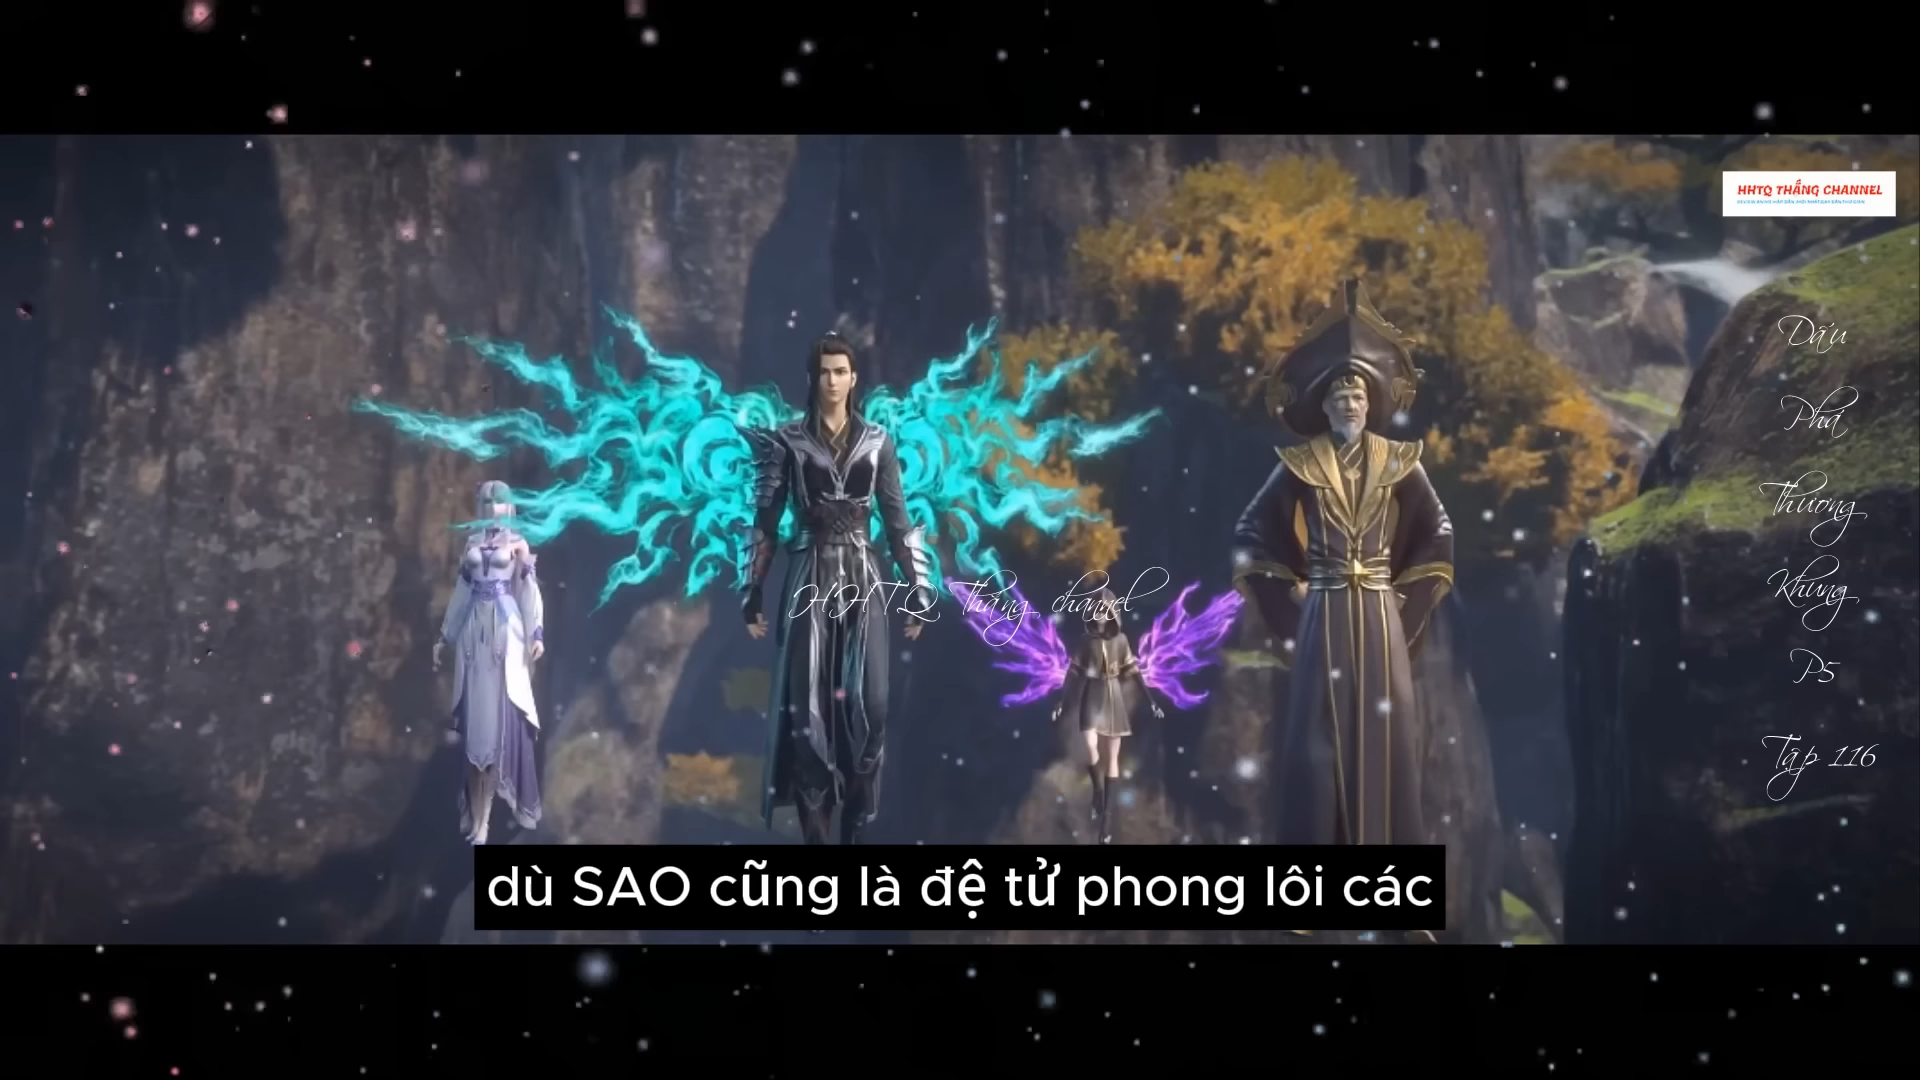 HHTQ THẮNG CHANNEL
Dấu
Phá
Thương
Khung
P5
Tập 116
HHTQ Thắng channel
dù SAO cũng là đệ tử phong lôi các